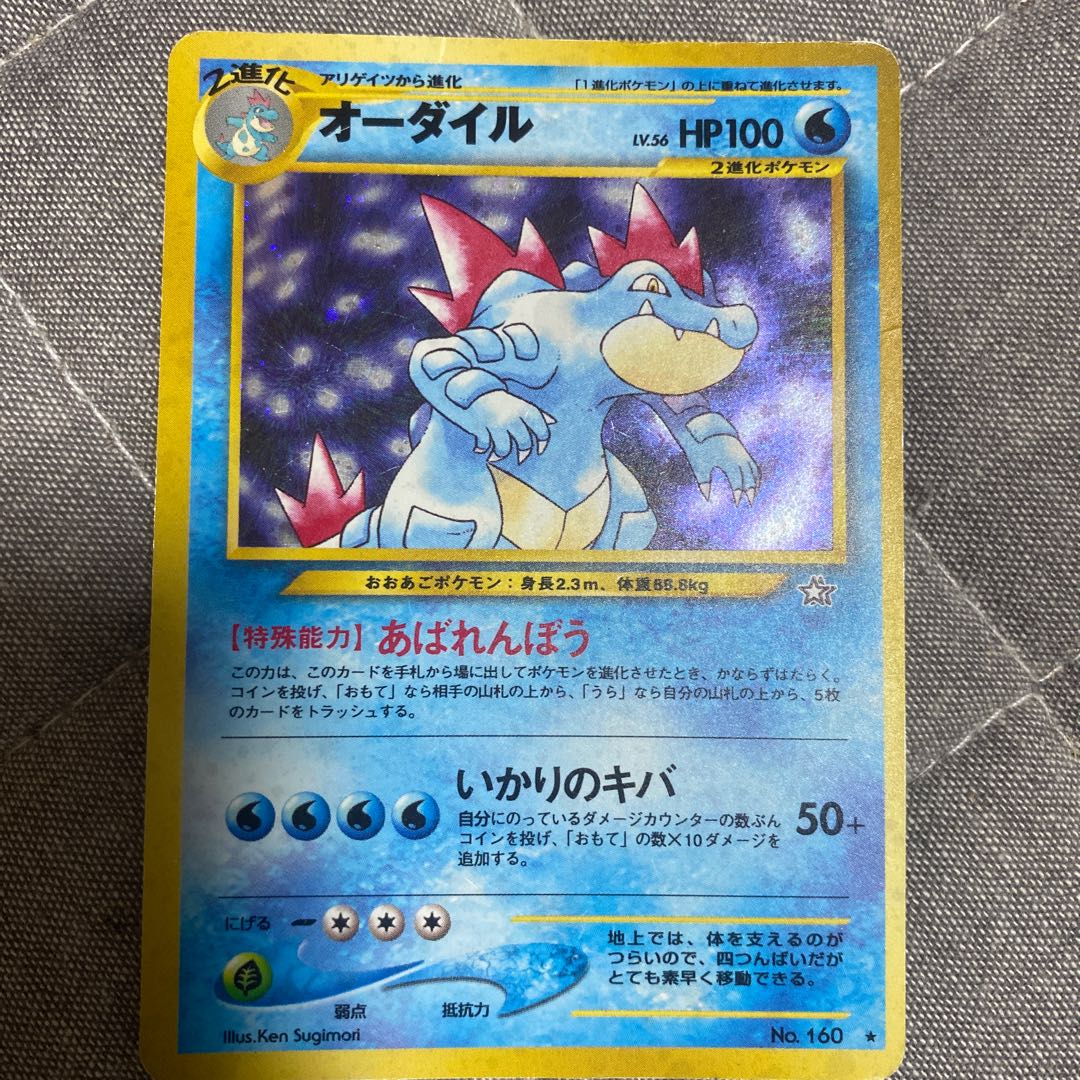 2進化
アリゲイツから進化
「1進化ポケモン」の上に重ねて進化させます。
オーダイル
LV.56 HP100
2進化ポケモン
おおあごポケモン：身長2.3m、体重88.8kg
【特殊能力】あばれんぼう
この力は、このカードを手札から場に出してポケモンを進化させたとき、かならずはたらく。
コインを投げ、「おもて」なら相手の山札の上から、「うら」なら自分の山札の上から、5枚
のカードをトラッシュする。
いかりのキバ
自分にのっているダメージカウンターの数ぶん
コインを投げ、「おもて」の数×10ダメージを
追加する。
50+
にげる
地上では、体を支えるのが
つらいので、四つんばいだが
とても素早く移動できる。
弱点
抵抗力
Illus.Ken Sugimori
No. 160 ★